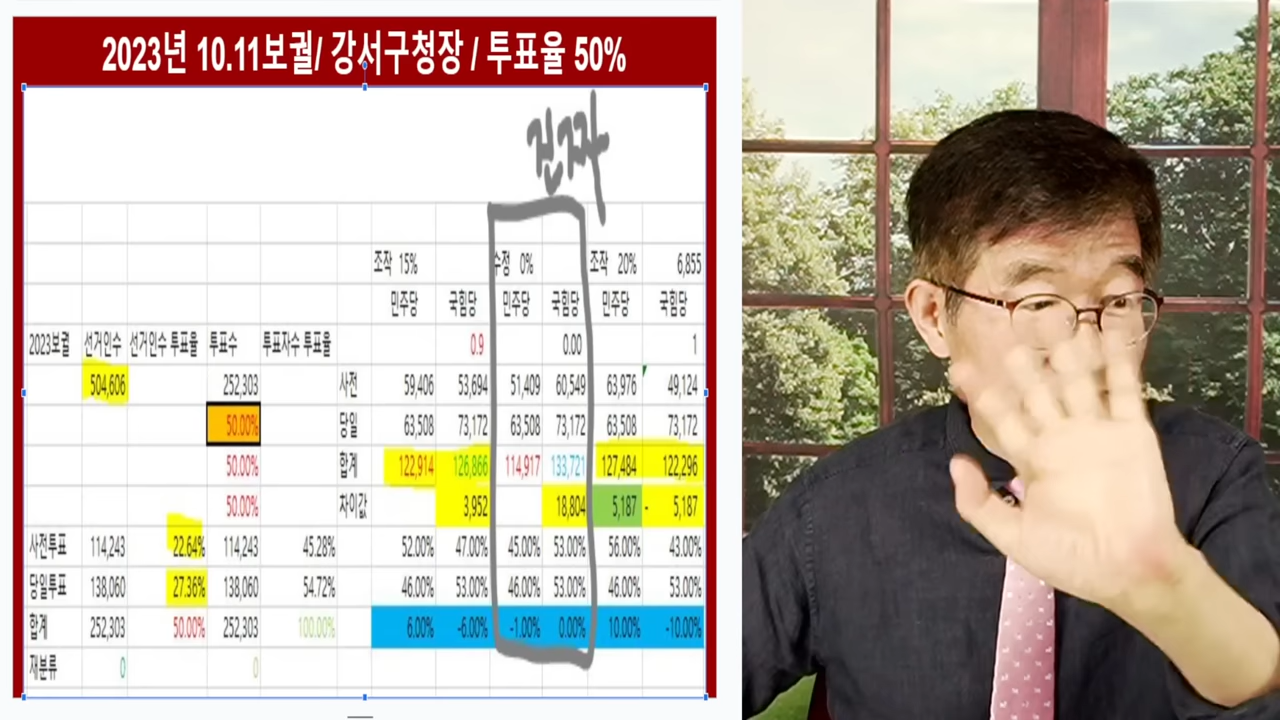 2023년 10.11보궐/ 강서구청장 / 투표율 50%
진짜
조작 15% 수정 0% 조작 20% 6,855
민주당 국힘당 민주당 국힘당 민주당 국힘당
2023보궐 선거인수 선거인수 투표율 투표수 투표자수 투표율 0.9 0.00 1
504,606 252,303 사전 59,406 53,694 51,409 60,549 63,976 49,124
50.00% 당일 63,508 73,172 63,508 73,172 63,508 73,172
50.00% 합계 122,914 126,866 114,917 133,721 127,484 122,296
50.00% 차이값 3,952 18,804 5,187 - 5,187
사전투표 114,243 22.64% 114,243 45.28% 52.00% 47.00% 45.00% 53.00% 56.00% 43.00%
당일투표 138,060 27.36% 138,060 54.72% 46.00% 53.00% 46.00% 53.00% 46.00% 53.00%
합계 252,303 50.00% 252,303 100.00% 6.00% -6.00% -1.00% 0.00% 10.00% -10.00%
재분류 0 0